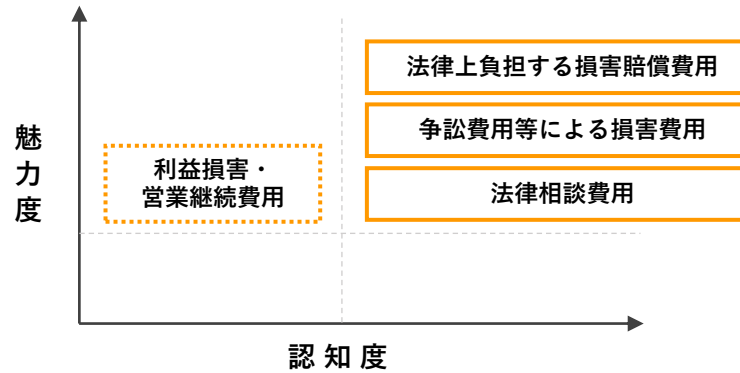 法律上負担する損害賠償費用
争訟費用等による損害費用
利益損害・
営業継続費用
法律相談費用
魅力度
認知度